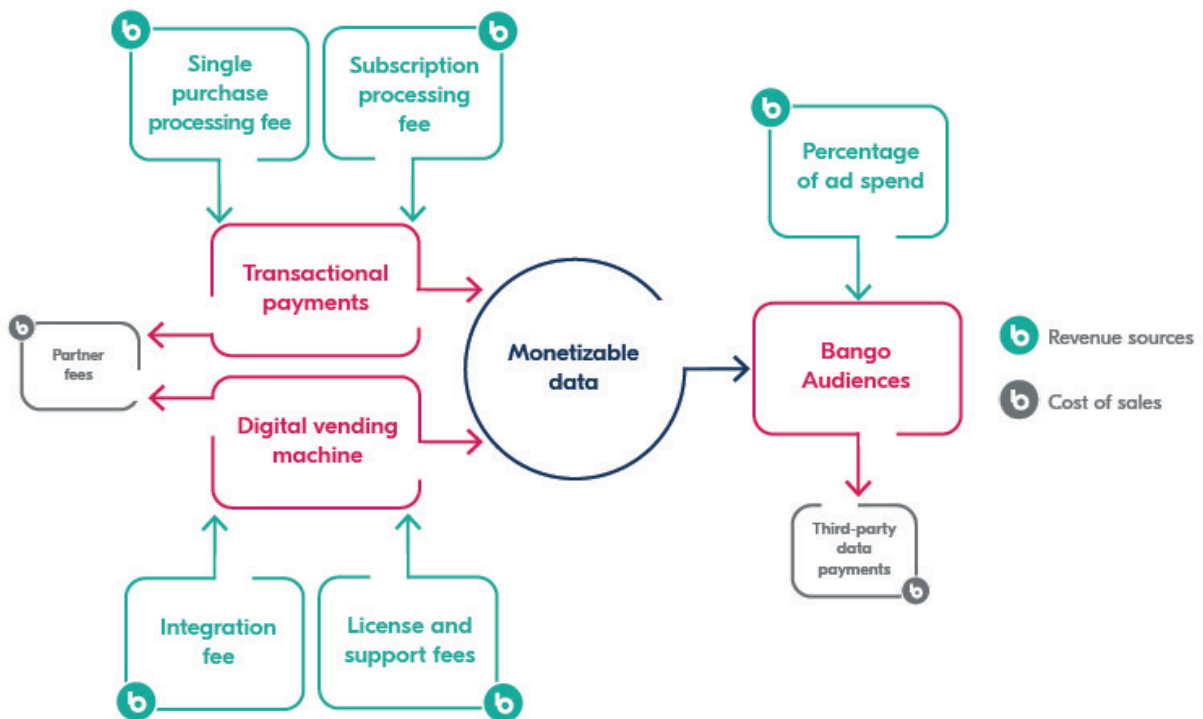 Single
purchase
processing fee
Subscription
processing
fee
Percentage
of ad spend
Transactional
payments
Partner
fees
Monetizable
data
Bango
Audiences
Revenue sources
Cost of sales
Digital vending
machine
Third-party
data
payments
Integration
fee
License and
support fees